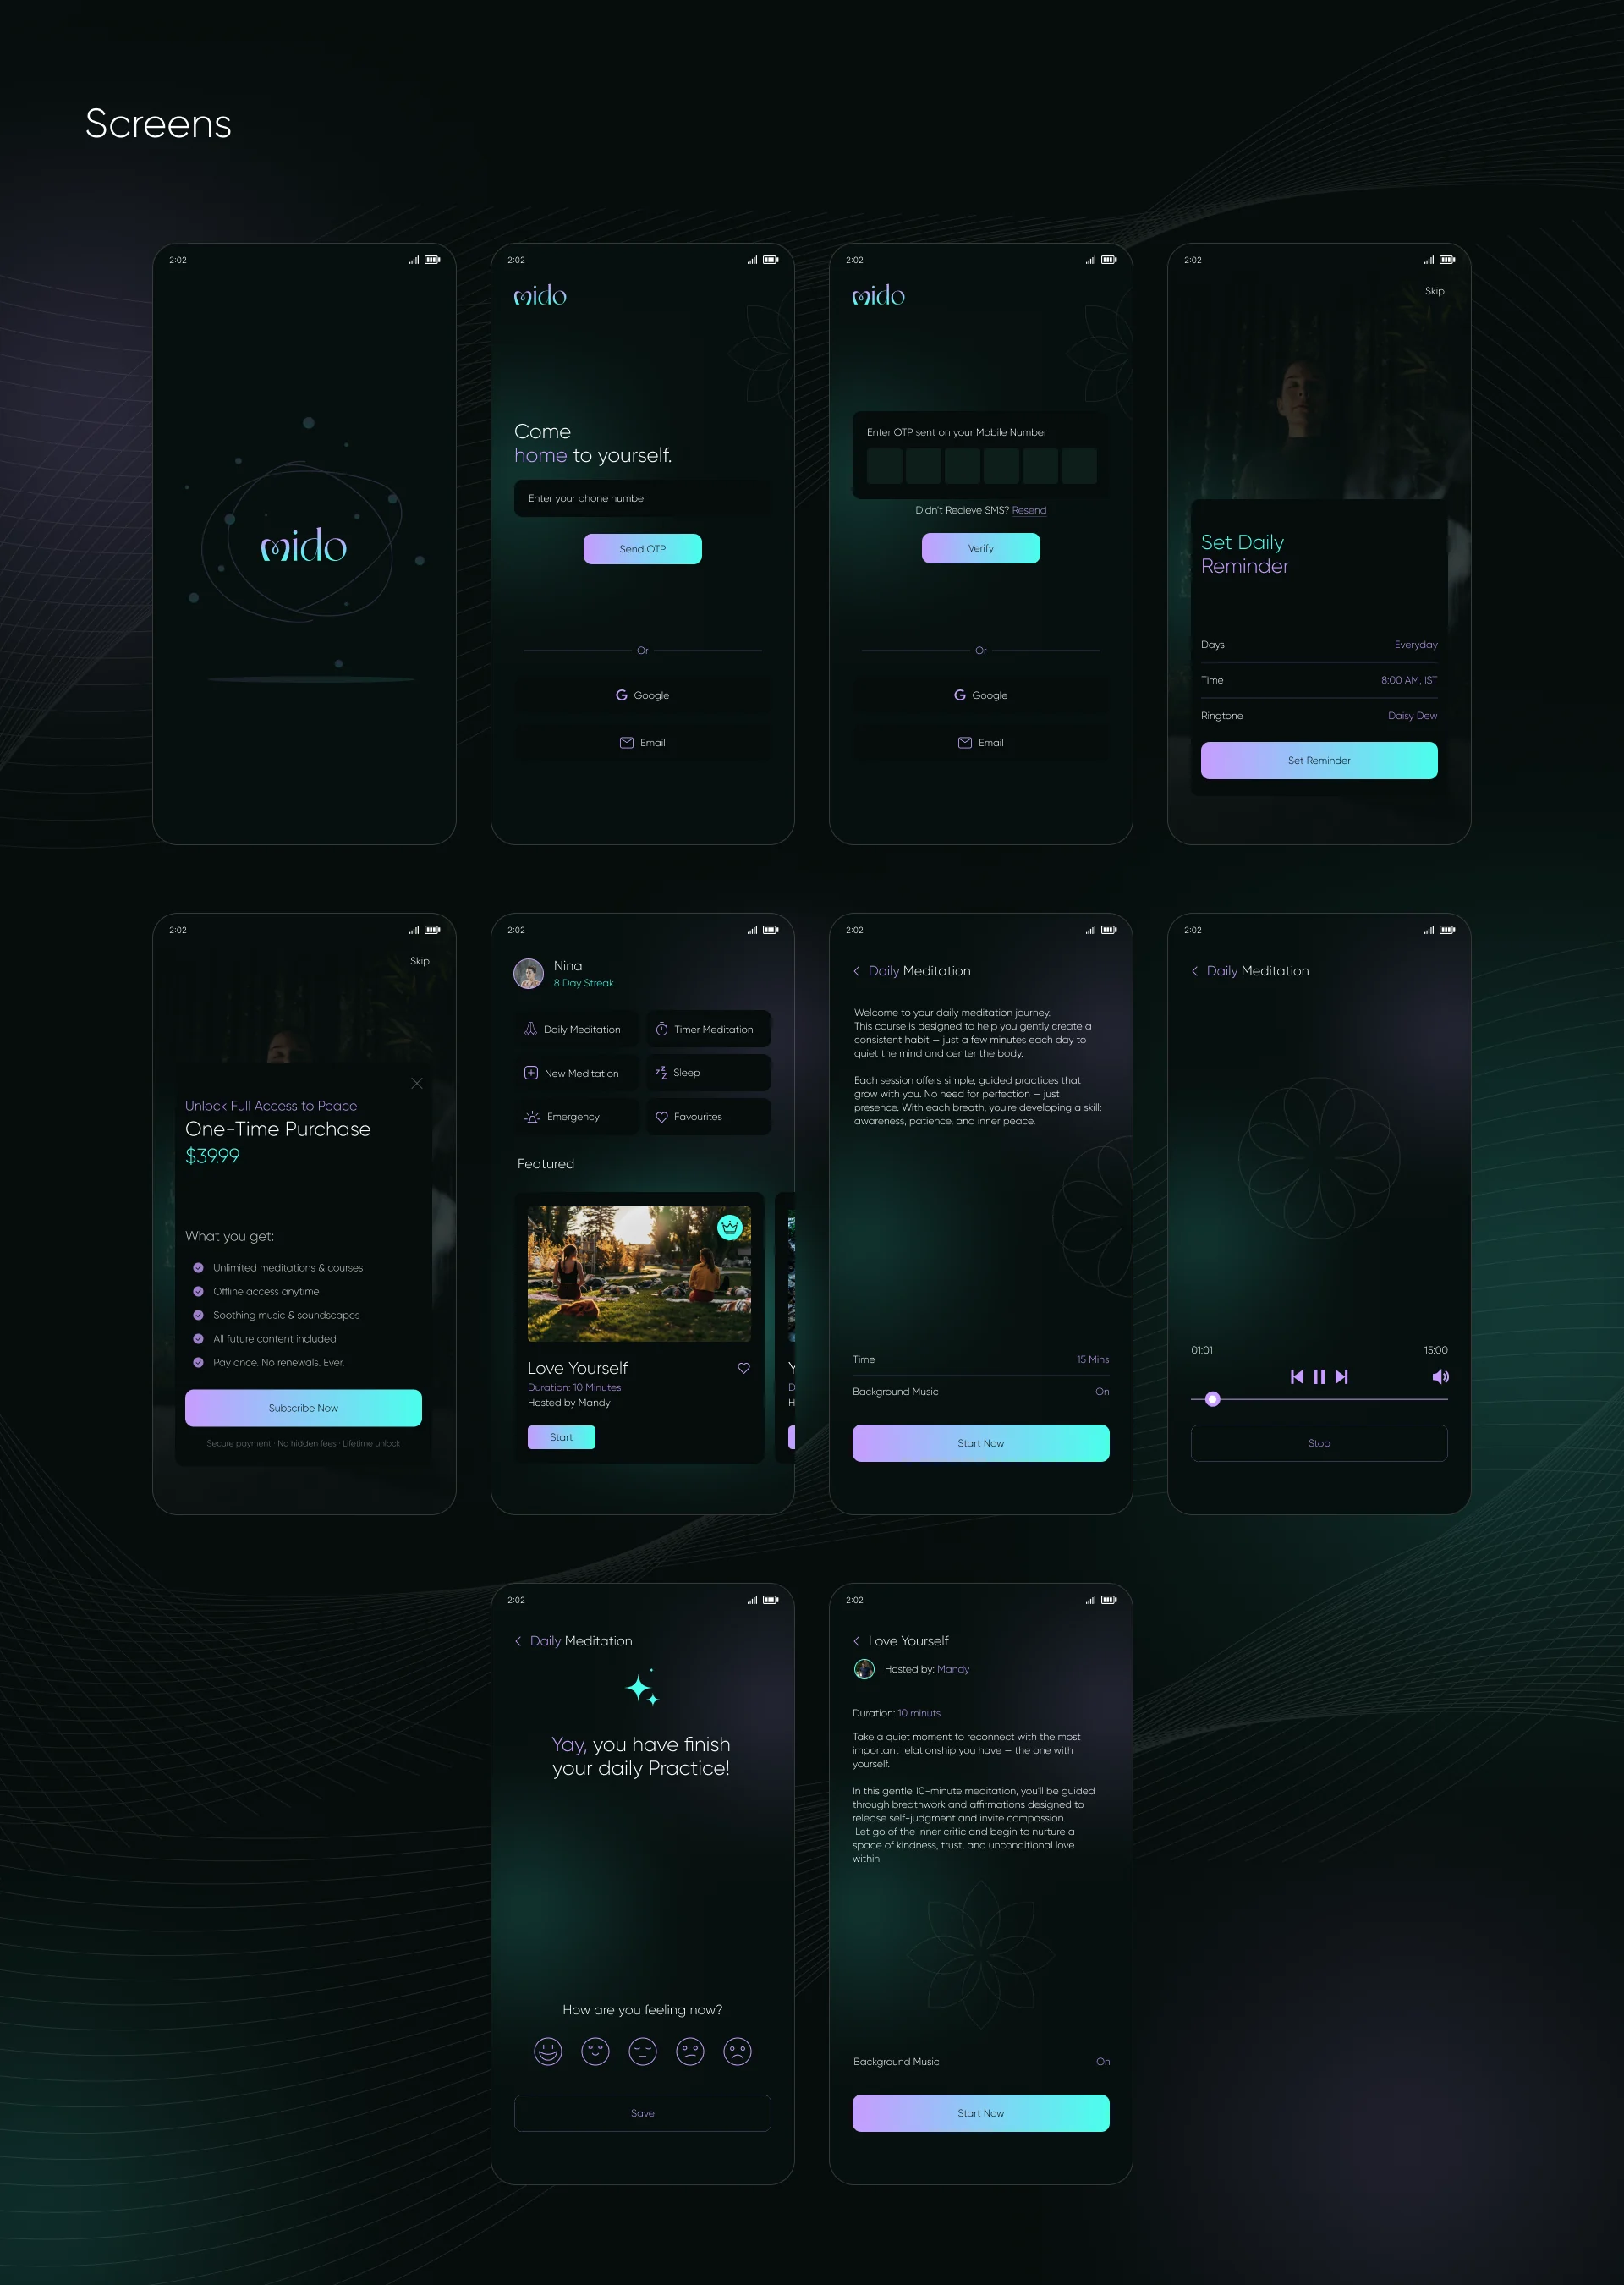 Screens
2:02
mido
2:02
mido
Come
home to yourself.
Enter your phone number
Send OTP
Or
Google
Email
2:02
mido
Enter OTP sent on your Mobile Number
Didn't Recieve SMS? Resend
Verify
Or
Google
Email
2:02
Skip
Set Daily
Reminder
Days Everyday
Time 8:00 AM, IST
Ringtone Daisy Dew
Set Reminder
2:02
Skip
Unlock Full Access to Peace
One-Time Purchase
$39.99
What you get:
Unlimited meditations & courses
Offline access anytime
Soothing music & soundscapes
All future content included
Pay once. No renewals. Ever.
Subscribe Now
Secure payment · No hidden fees · Lifetime unlock
2:02
Nina
8 Day Streak
Daily Meditation
Timer Meditation
New Meditation
Sleep
Emergency
Favourites
Featured
Love Yourself
Duration: 10 Minutes
Hosted by Mandy
Start
Y
D
H
2:02
Daily Meditation
Welcome to your daily meditation journey.
This course is designed to help you gently create a
consistent habit — just a few minutes each day to
quiet the mind and center the body.
Each session offers simple, guided practices that
grow with you. No need for perfection — just
presence. With each breath, you're developing a skill:
awareness, patience, and inner peace.
Time 15 Mins
Background Music On
Start Now
2:02
Daily Meditation
01:01 15:00
Stop
2:02
Daily Meditation
Yay, you have finish
your daily Practice!
How are you feeling now?
Save
2:02
Love Yourself
Hosted by: Mandy
Duration: 10 minuts
Take a quiet moment to reconnect with the most
important relationship you have — the one with
yourself.
In this gentle 10-minute meditation, you'll be guided
through breathwork and affirmations designed to
release self-judgment and invite compassion.
Let go of the inner critic and begin to nurture a
space of kindness, trust, and unconditional love
within.
Background Music On
Start Now